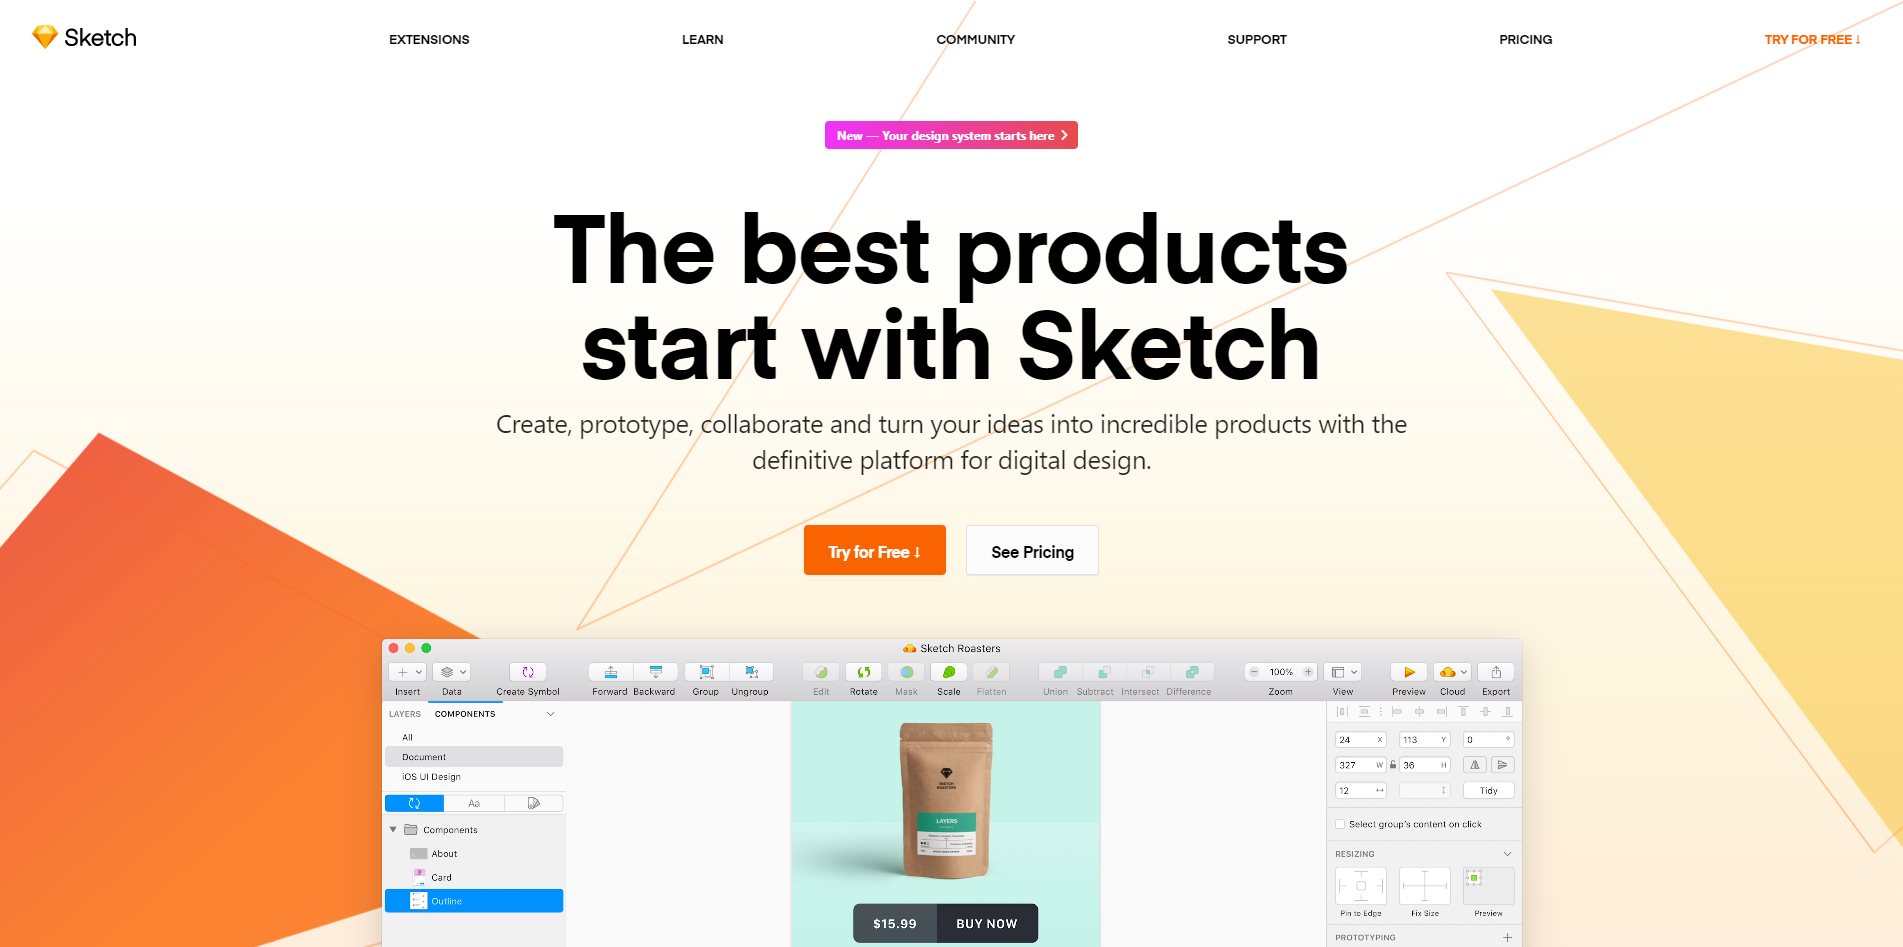 Sketch
EXTENSIONS
LEARN
COMMUNITY
SUPPORT
PRICING
TRY FOR FREE ↓
New — Your design system starts here >
The best products
start with Sketch
Create, prototype, collaborate and turn your ideas into incredible products with the
definitive platform for digital design.
Try for Free ↓
See Pricing
Sketch Roasters
100%
Insert
Data
Create Symbol
Forward
Backward
Group
Ungroup
Edit
Rotate
Mask
Scale
Flatten
Union
Subtract
Intersect
Difference
Zoom
View
Preview
Cloud
Export
LAYERS
COMPONENTS
All
Document
iOS UI Design
Aa
Components
About
Card
Outline
SKETCH
ROASTERS
LAYERS
$15.99
BUY NOW
24 X
113 Y
0 °
327 W
36 H
12
Tidy
Select group's content on click
RESIZING
Pin to Edge
Fix Size
Preview
PROTOTYPING